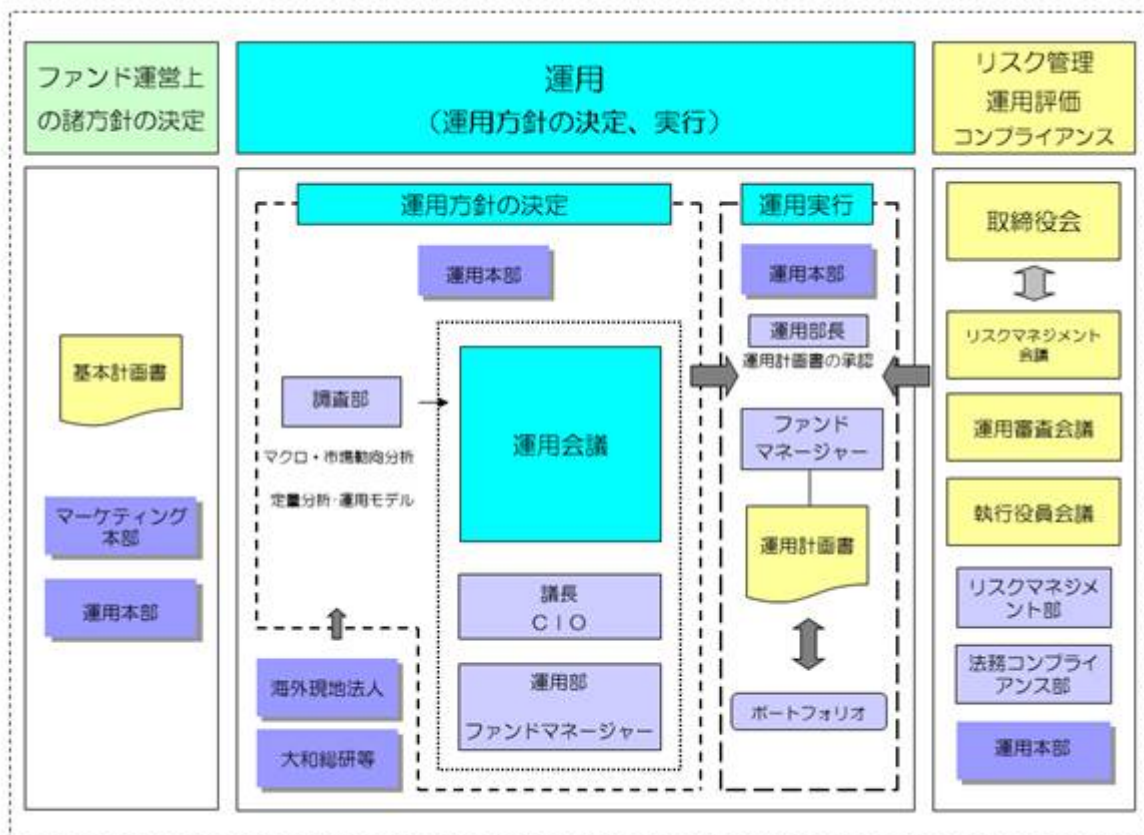 ファンド運営上
の諸方針の決定
運用
（運用方針の決定、実行）
リスク管理
運用評価
コンプライアンス
基本計画書
マーケティング
本部
運用本部
運用方針の決定
運用本部
調査部
マクロ・市場動向分析
定量分析・運用モデル
運用会議
議長
CIO
運用部
ファンドマネージャー
海外現地法人
大和総研等
運用実行
運用本部
運用部長
運用計画書の承認
ファンド
マネージャー
運用計画書
ポートフォリオ
取締役会
リスクマネジメント
会議
運用審査会議
執行役員会議
リスクマネジメ
ント部
法務コンプライ
アンス部
運用本部